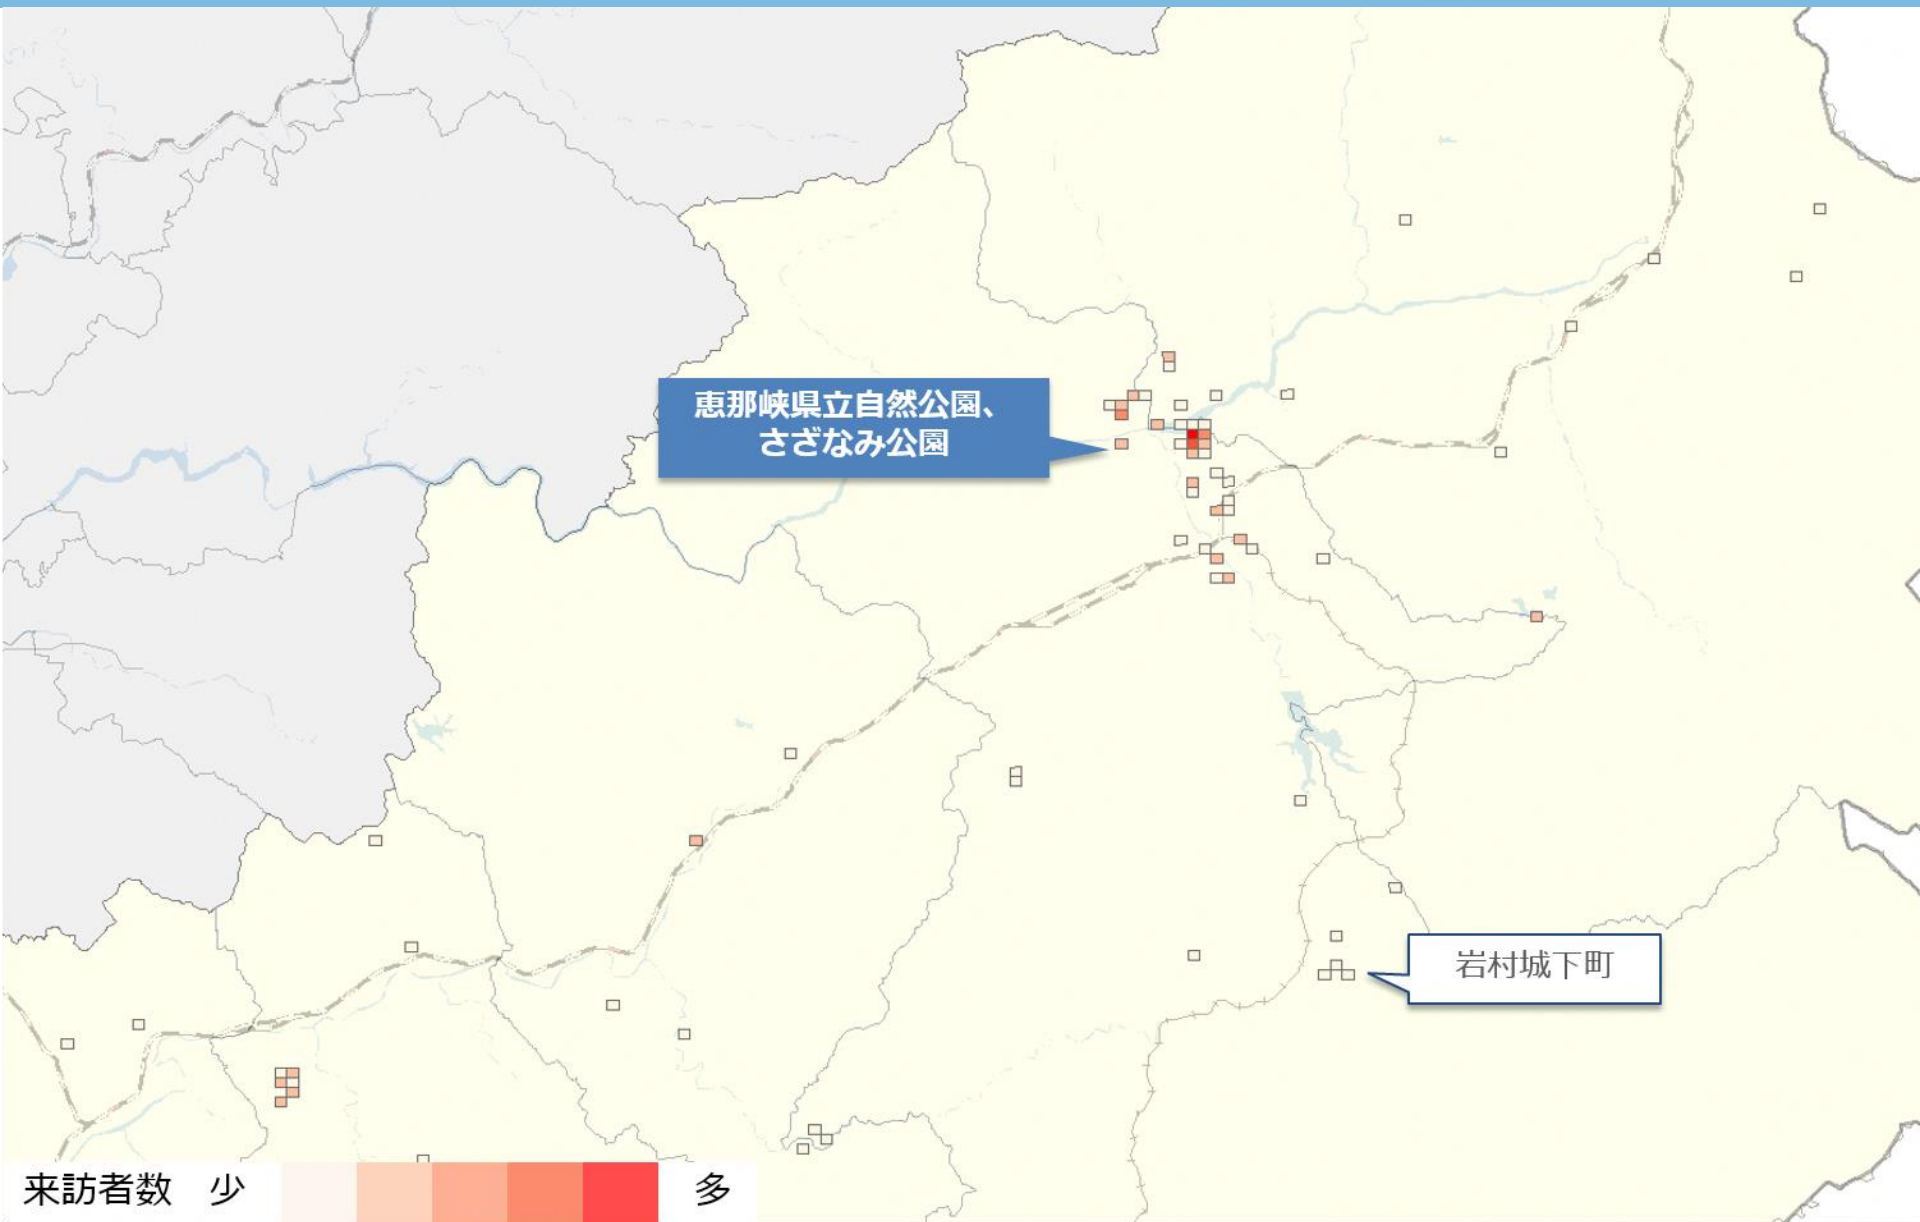 恵那峡県立自然公園、
さざなみ公園
岩村城下町
来訪者数 少 多